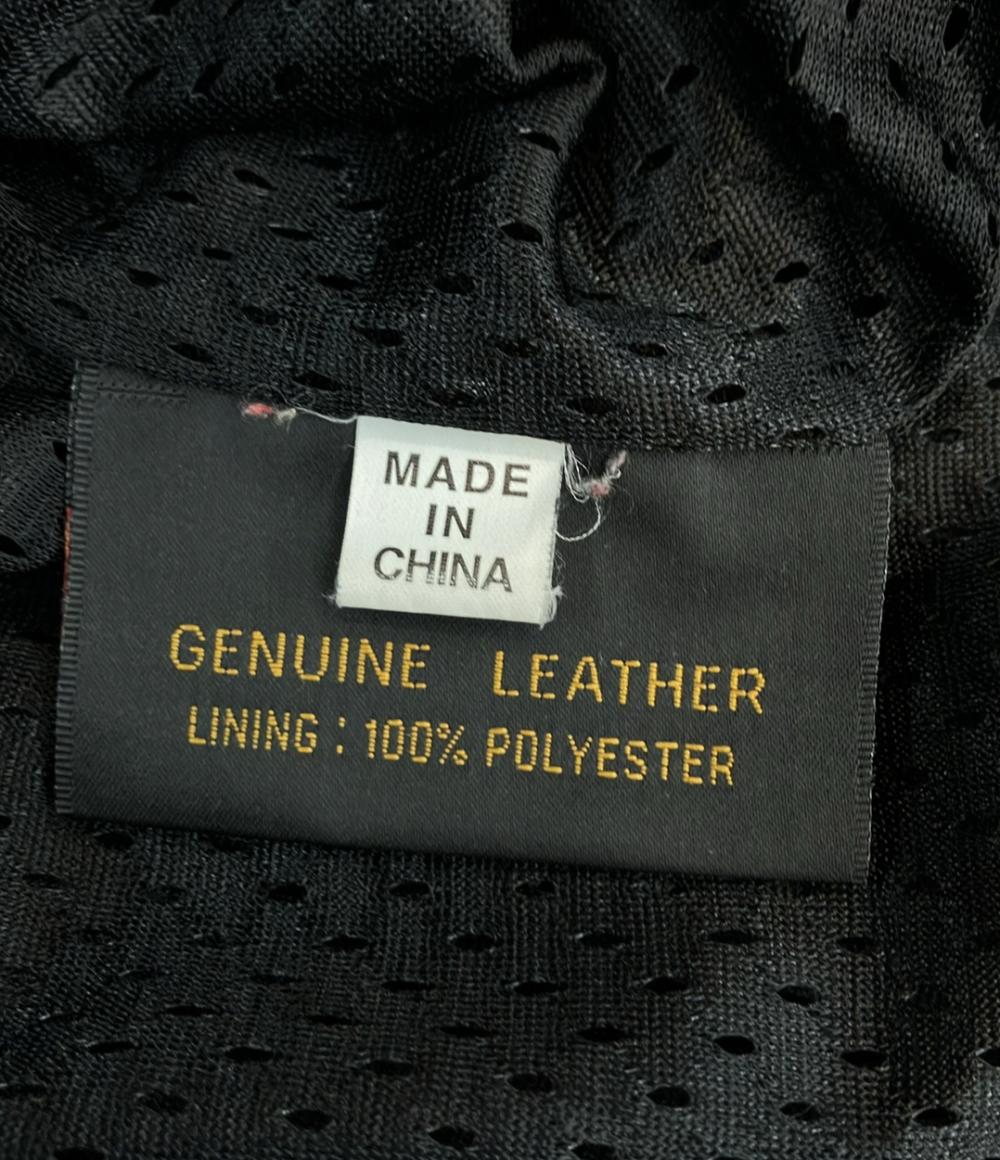 MADE
IN
CHINA
GENUINE LEATHER
LINING : 100% POLYESTER